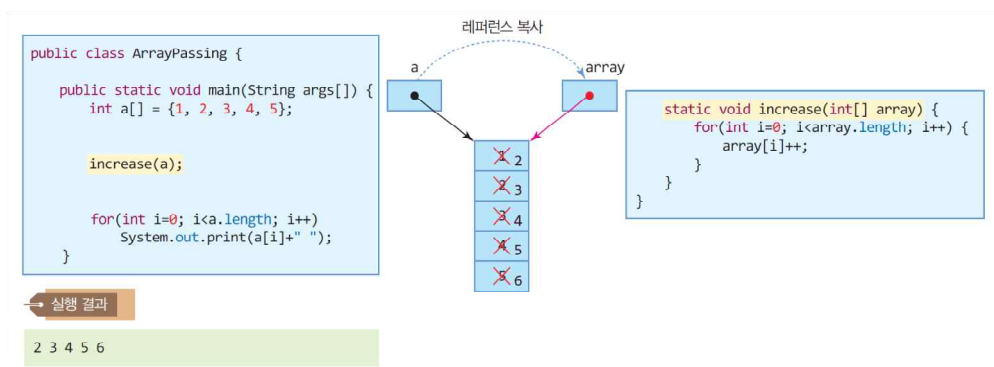 레퍼런스 복사
public class ArrayPassing {
public static void main(String args[]) {
int a[] = {1, 2, 3, 4, 5};
increase(a);
for(int i=0; i<a.length; i++)
System.out.print(a[i]+" ");
}
a
array
1 2
2 3
3 4
4 5
5 6
static void increase(int[] array) {
for(int i=0; i<array.length; i++) {
array[i]++;
}
}
}
실행 결과
2 3 4 5 6